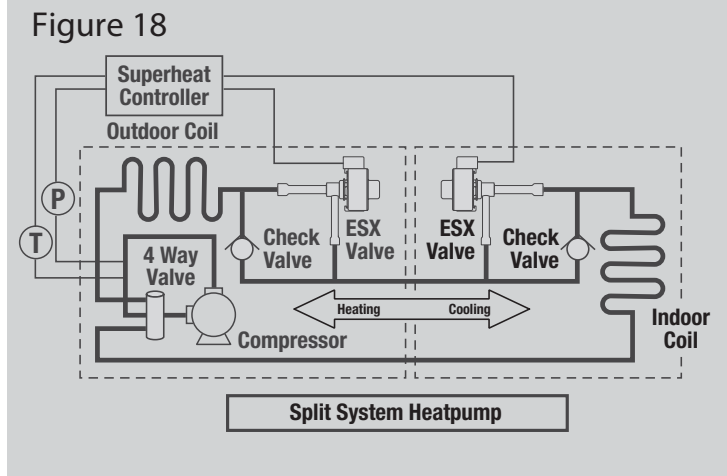 Figure 18
Superheat
Controller
Outdoor Coil
P
T
4 Way
Valve
Check
Valve
ESX
Valve
ESX
Valve
Check
Valve
Heating
Cooling
Compressor
Indoor
Coil
Split System Heatpump